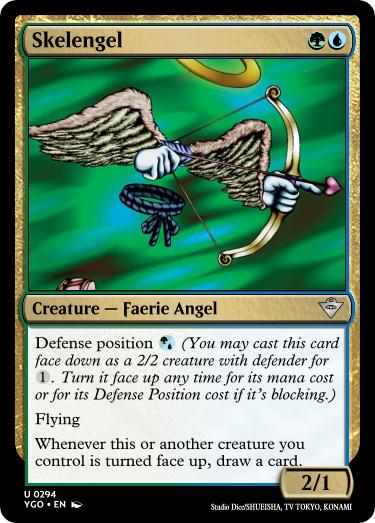 Skelengel
Creature — Faerie Angel
Defense position (You may cast this card
face down as a 2/2 creature with defender for
1. Turn it face up any time for its mana cost
or for its Defense Position cost if it's blocking.)
Flying
Whenever this or another creature you
control is turned face up, draw a card.
2/1
U 0294
YGO • EN
Studio Dice/SHUEISHA, TV TOKYO, KONAMI